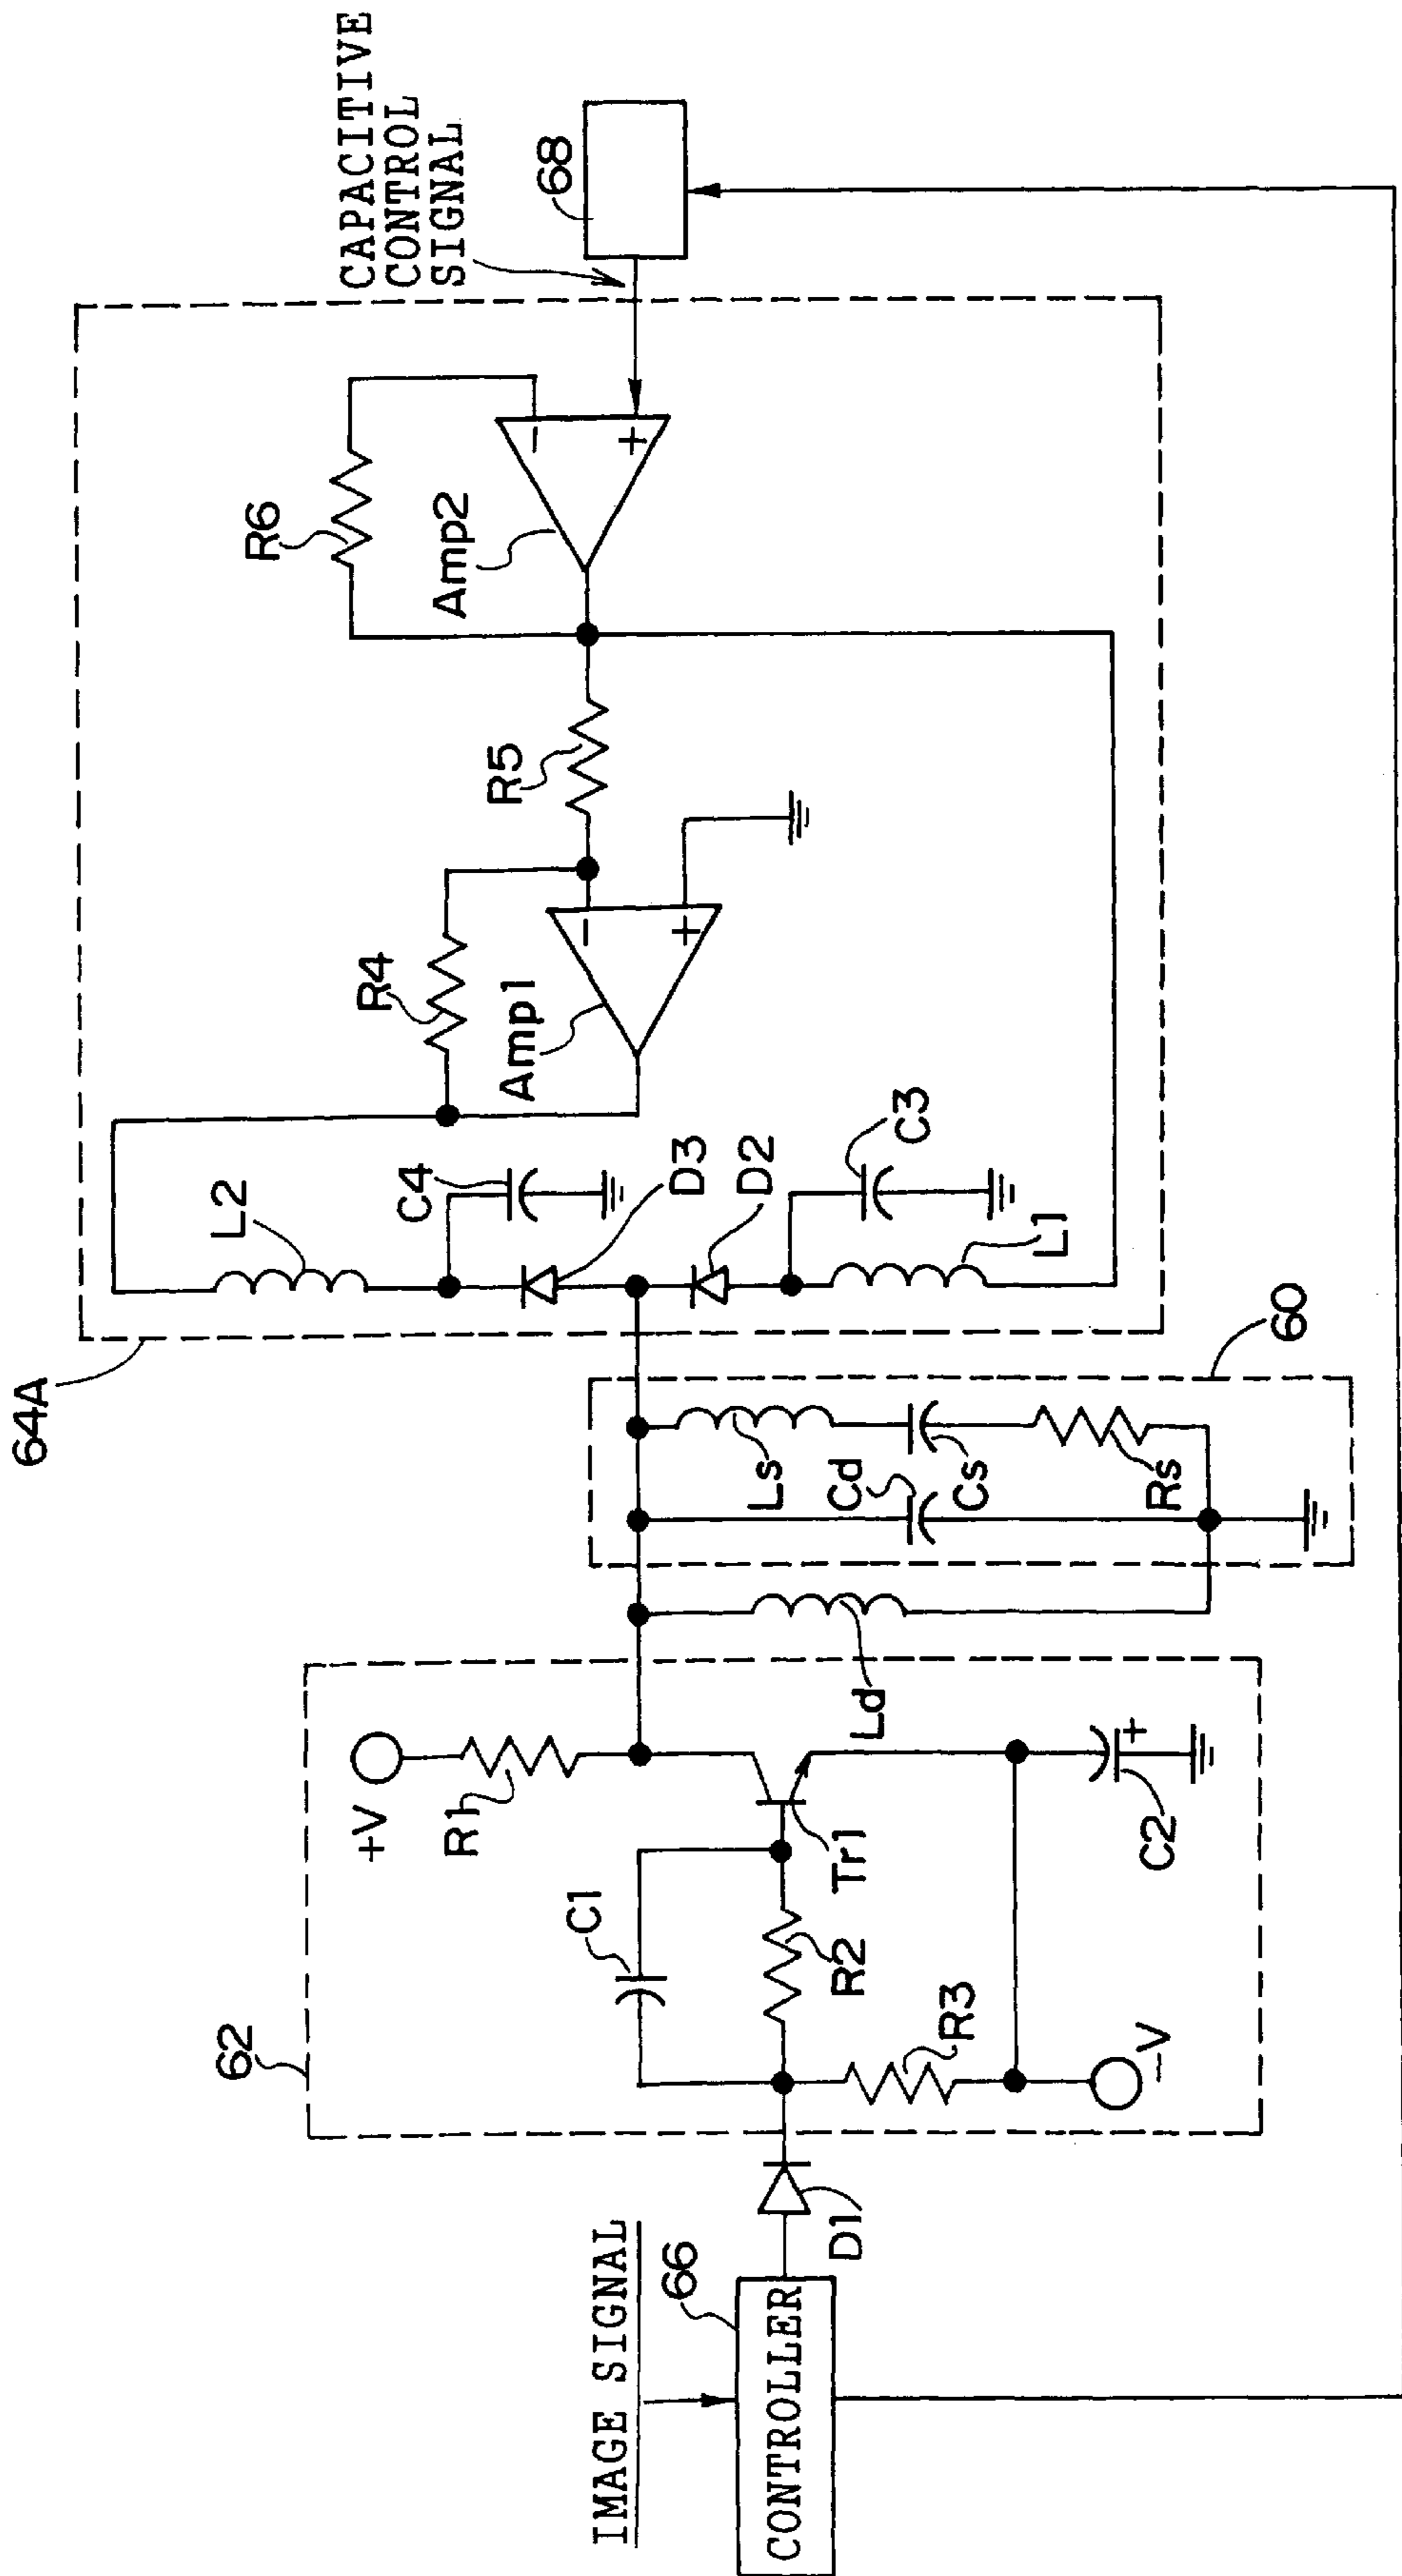 64A
CAPACITIVE
CONTROL
SIGNAL
68
R6
Amp2
−
+
R5
R4
Amp1
−
+
L2
C4
D3
D2
C3
L1
60
Ls
Cd
Cs
Rs
Ld
62
+V
R1
C1
R2
Tr1
R3
C2
+
−V
D1
IMAGE SIGNAL
66
CONTROLLER